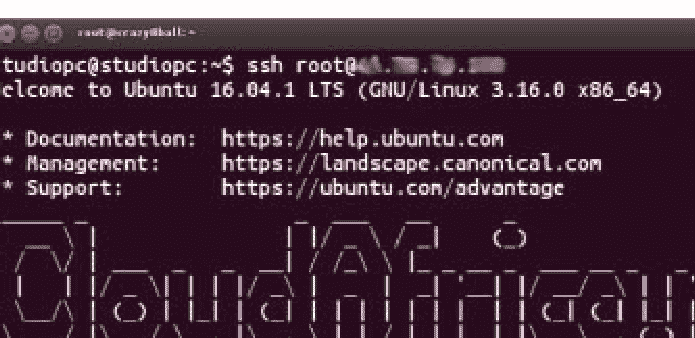 root@crazy8ball: ~
tudiopc@studiopc:~$ ssh root@
elcome to Ubuntu 16.04.1 LTS (GNU/Linux 3.16.0 x86_64)
* Documentation: https://help.ubuntu.com
* Management: https://landscape.canonical.com
* Support: https://ubuntu.com/advantage
CloudAfrica